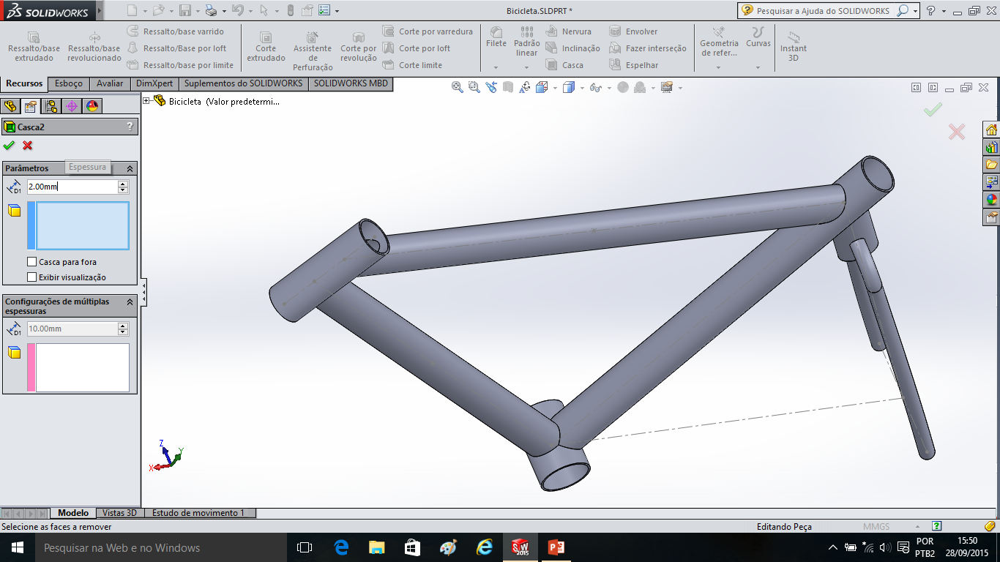 SOLIDWORKS
Bicicleta.SLDPRT *
Pesquisar a Ajuda do SOLIDWORKS
Ressalto/base extrudado
Ressalto/base revolucionado
Ressalto/base varrido
Ressalto/Base por loft
Ressalto/base por limite
Corte extrudado
Assistente de Perfuração
Corte por revolução
Corte por varredura
Corte por loft
Corte limite
Filete
Padrão linear
Nervura
Inclinação
Casca
Envolver
Fazer interseção
Espelhar
Geometria de refer...
Curvas
Instant 3D
Recursos
Esboço
Avaliar
DimXpert
Suplementos do SOLIDWORKS
SOLIDWORKS MBD
Bicicleta (Valor predetermi...
Casca2
?
Parâmetros
Espessura
D1
2.00mm
Casca para fora
Exibir visualização
Configurações de múltiplas
espessuras
D1
10.00mm
Z
Y
X
Modelo
Vistas 3D
Estudo de movimento 1
Selecione as faces a remover
Editando Peça
MMGS
?
Pesquisar na Web e no Windows
SW
2015
POR
PTB2
15:50
28/09/2015